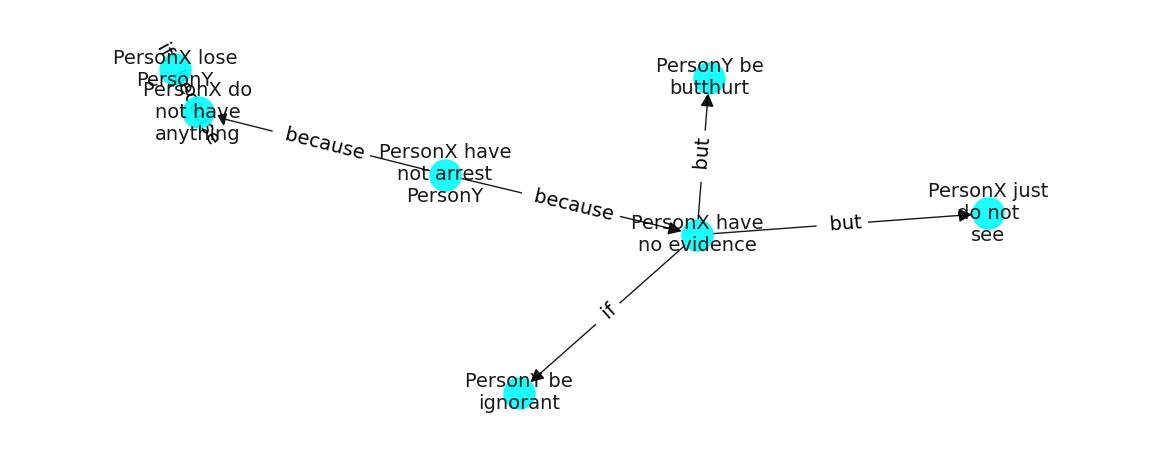 PersonX lose
PersonY
PersonX do
not have
anything
because
PersonX have
not arrest
PersonY
because
PersonX have
no evidence
but
PersonY be
butthurt
but
PersonX just
do not
see
if
PersonY be
ignorant